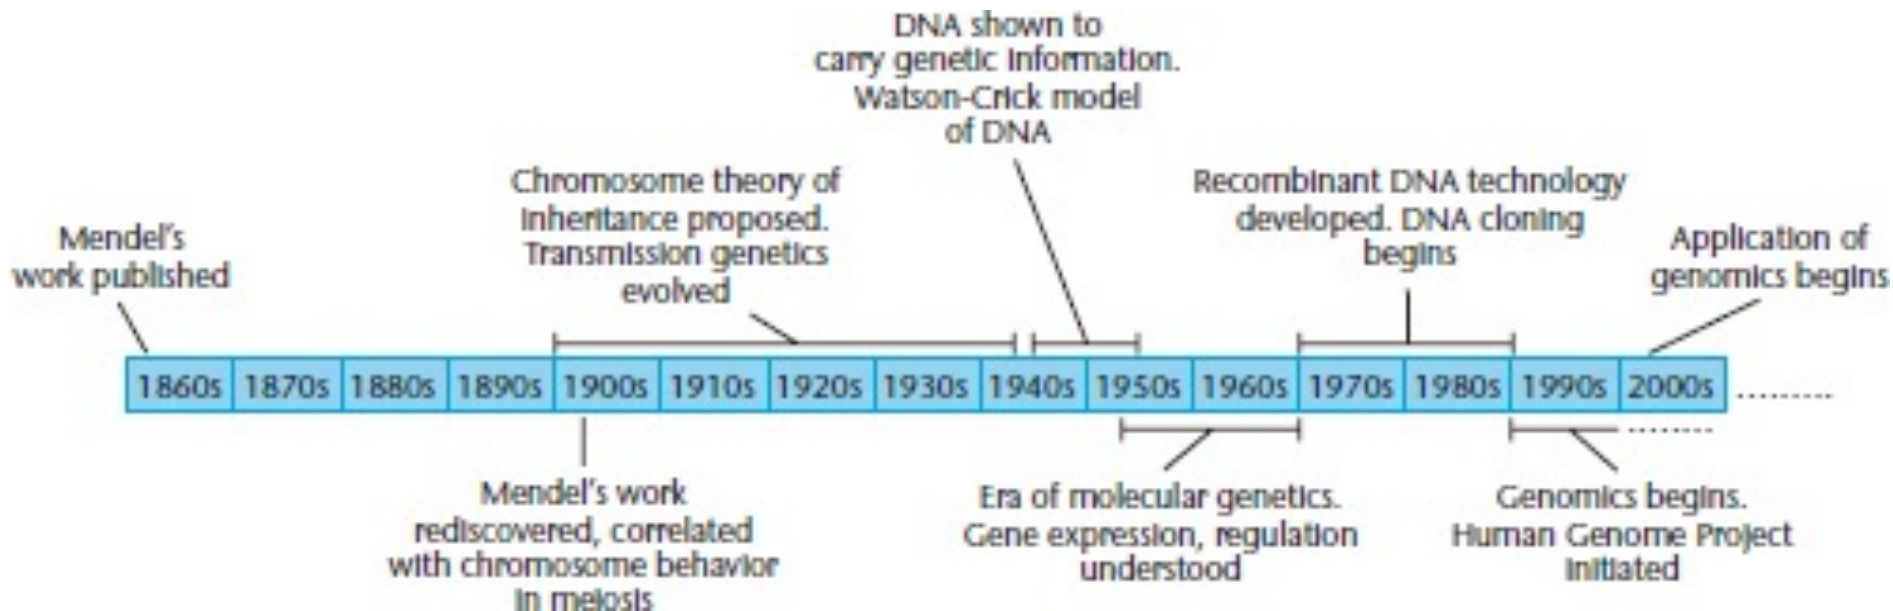 DNA shown to
carry genetic information.
Watson-Crick model
of DNA
Chromosome theory of
inheritance proposed.
Transmission genetics
evolved
Recombinant DNA technology
developed. DNA cloning
begins
Mendel's
work published
Application of
genomics begins
1860s 1870s 1880s 1890s 1900s 1910s 1920s 1930s 1940s 1950s 1960s 1970s 1980s 1990s 2000s
Mendel's work
rediscovered, correlated
with chromosome behavior
in meiosis
Era of molecular genetics.
Gene expression, regulation
understood
Genomics begins.
Human Genome Project
initiated